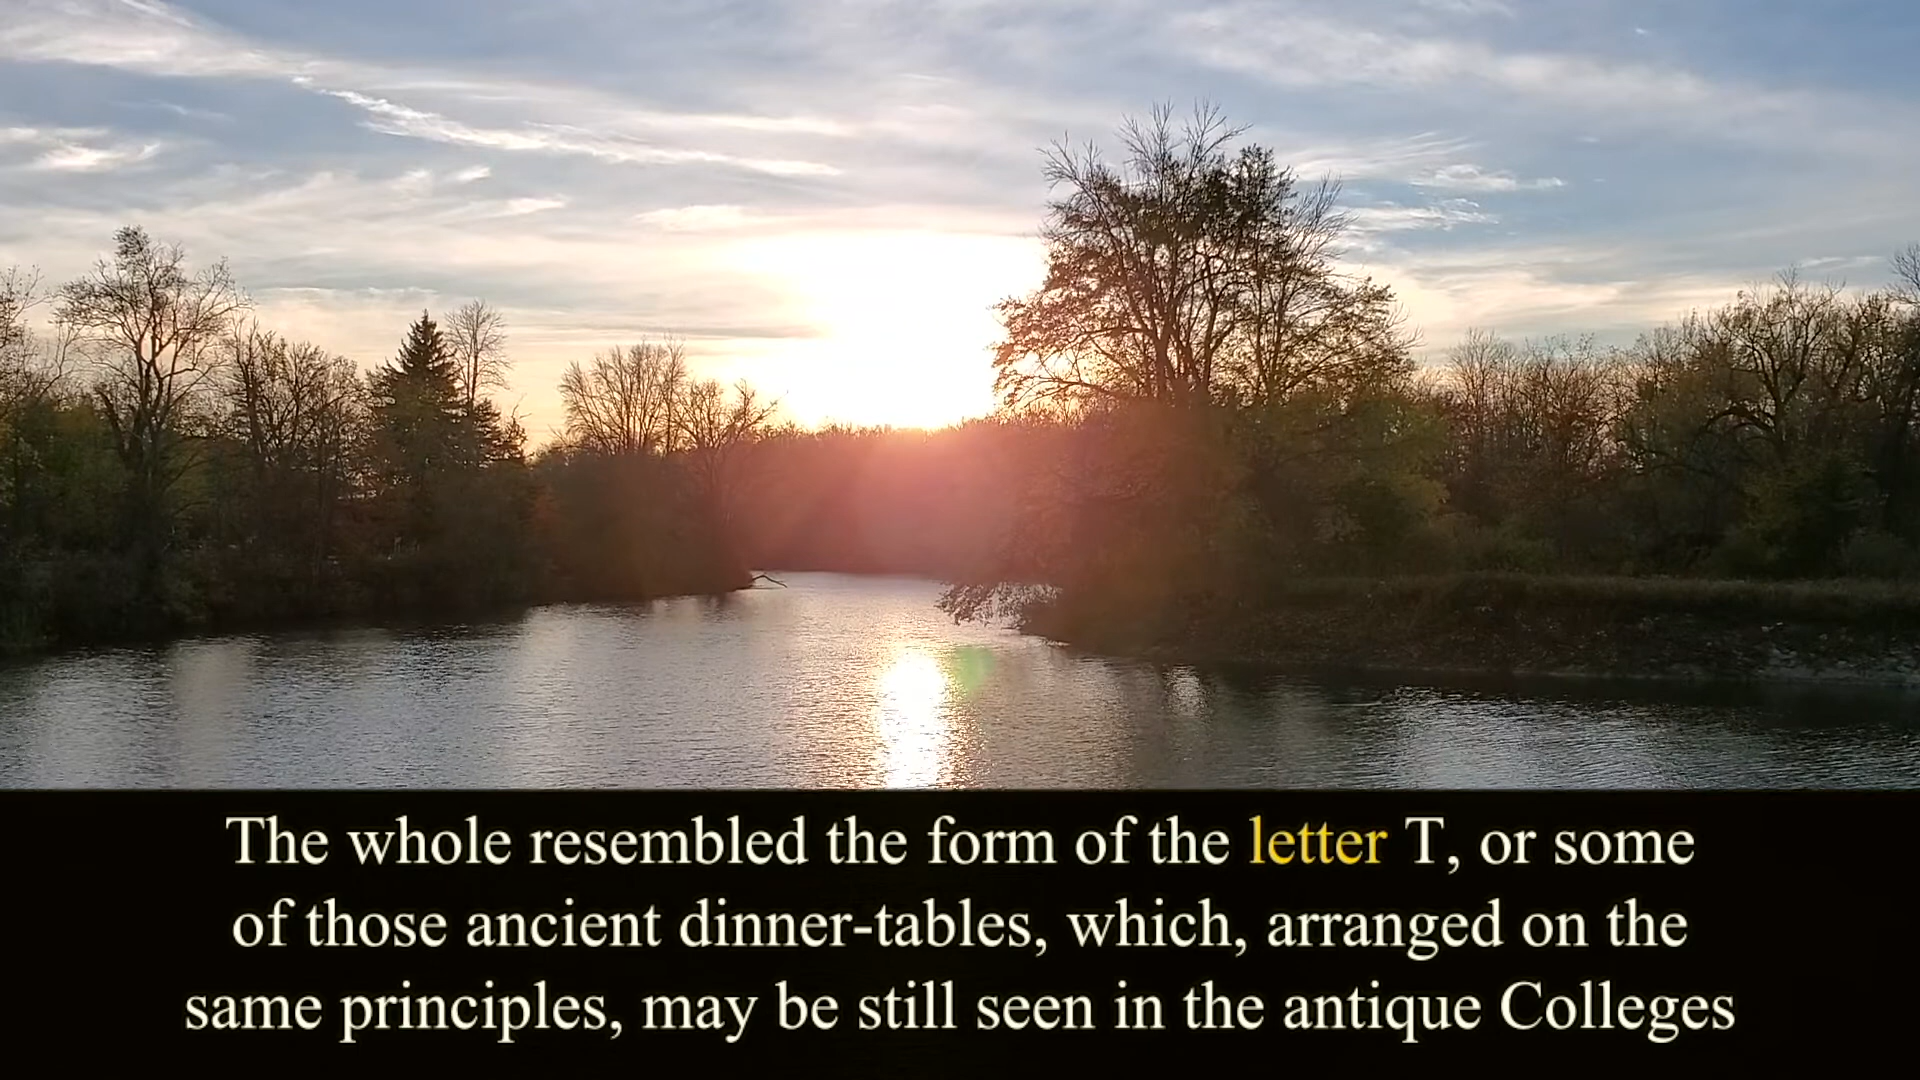 The whole resembled the form of the letter T, or some
of those ancient dinner-tables, which, arranged on the
same principles, may be still seen in the antique Colleges